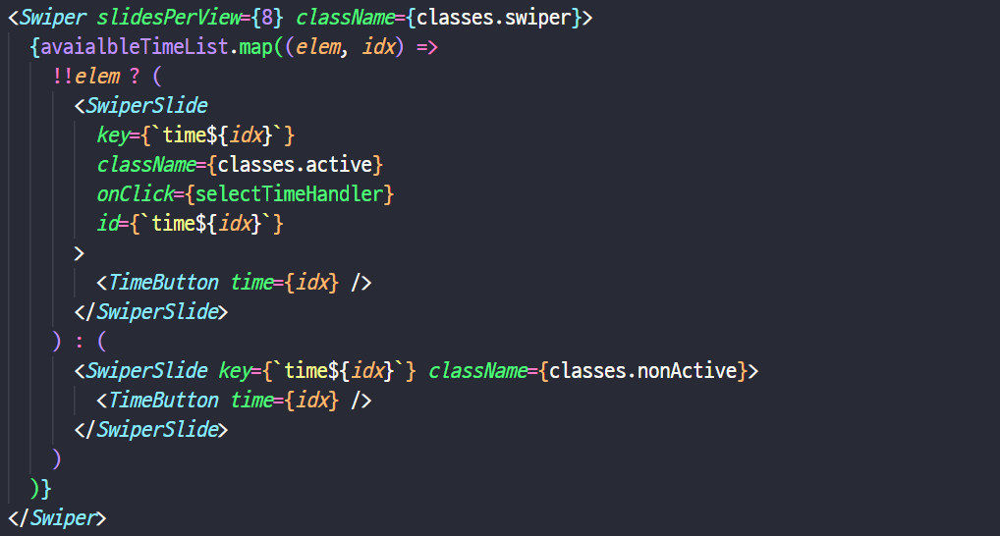 <Swiper slidesPerView={8} className={classes.swiper}>
{avaialbleTimeList.map((elem, idx) =>
!!elem ? (
<SwiperSlide
key={`time${idx}`}
className={classes.active}
onClick={selectTimeHandler}
id={`time${idx}`}
>
<TimeButton time={idx} />
</SwiperSlide>
) : (
<SwiperSlide key={`time${idx}`} className={classes.nonActive}>
<TimeButton time={idx} />
</SwiperSlide>
)
)}
</Swiper>